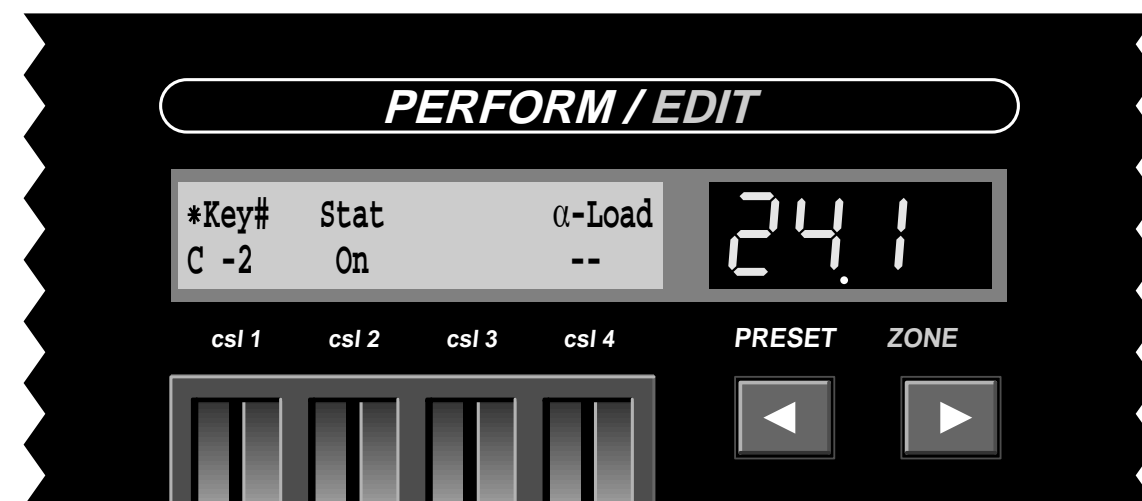 PERFORM / EDIT
*Key# Stat α-Load 24.1
C -2 On --
csl 1 csl 2 csl 3 csl 4 PRESET ZONE